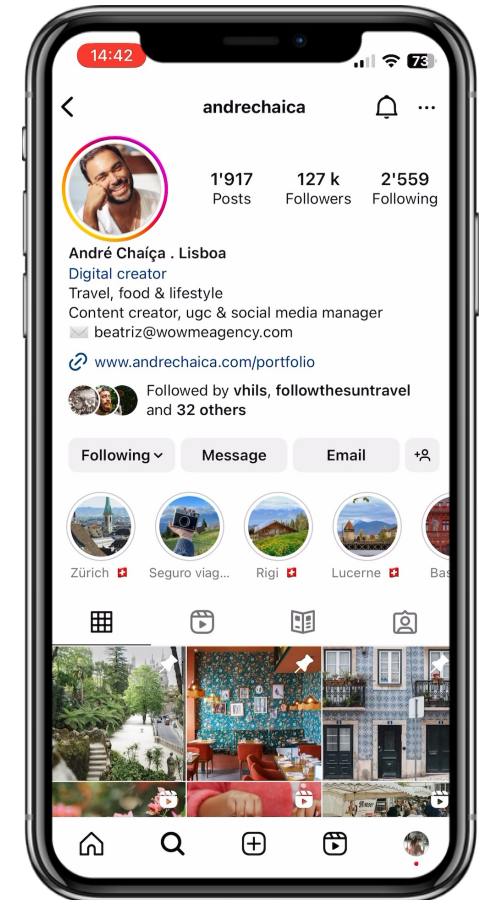 14:42
73
andrechaica
1'917
127 k
2'559
Posts
Followers
Following
André Chaíça . Lisboa
Digital creator
Travel, food & lifestyle
Content creator, ugc & social media manager
beatriz@wowmeagency.com
www.andrechaica.com/portfolio
Followed by vhils, followthesuntravel
and 32 others
Following
Message
Email
Zürich
Seguro viag...
Rigi
Lucerne
Bas